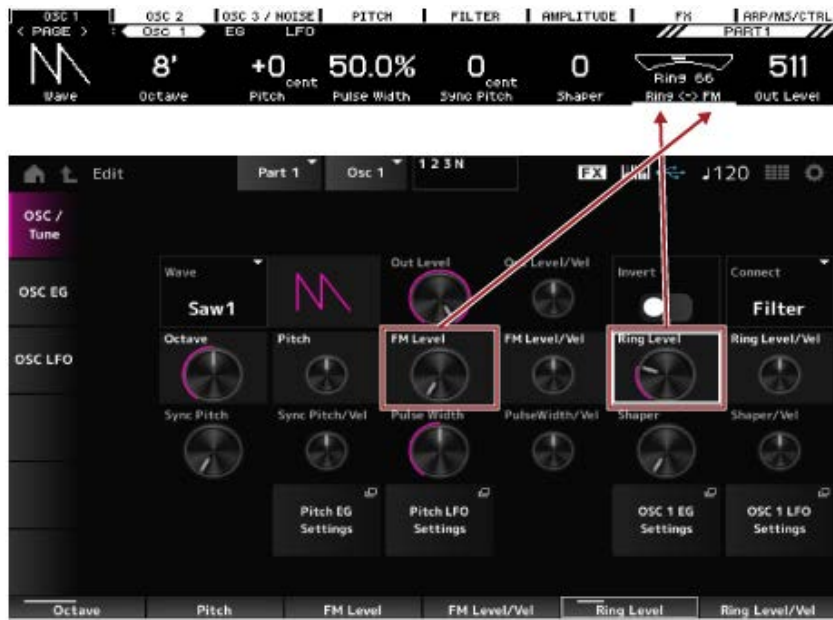 OSC 1 OSC 2 OSC 3 / NOISE PITCH FILTER AMPLITUDE FX ARP/MS/CTRL
< PAGE > : Osc 1 EG LFO PART1
8' +0 cent 50.0% 0 cent 0 Ring 66 511
Wave Octave Pitch Pulse Width Sync Pitch Shaper Ring <-> FM Out Level
Edit Part 1 Osc 1 1 2 3 N FX ♩120
OSC / Tune
OSC EG
OSC LFO
Wave Out Level Osc Level/Vel Invert Connect
Saw1 Filter
Octave Pitch FM Level FM Level/Vel Ring Level Ring Level/Vel
Sync Pitch Sync Pitch/Vel Pulse Width PulseWidth/Vel Shaper Shaper/Vel
Pitch EG Pitch LFO OSC 1 EG OSC 1 LFO
Settings Settings Settings Settings
Octave Pitch FM Level FM Level/Vel Ring Level Ring Level/Vel